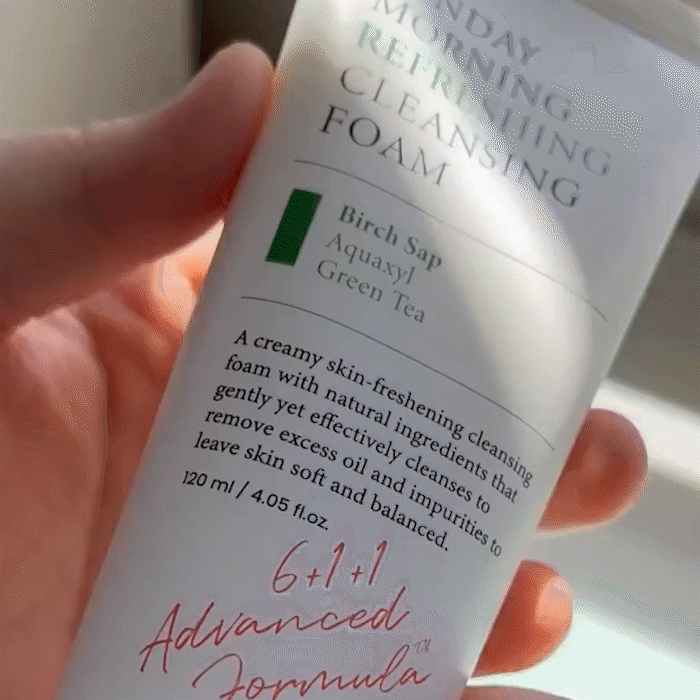 MORNING
REFRESHING
CLEANSING
FOAM
Birch Sap
Aquaxyl
Green Tea
A creamy skin-freshening cleansing
foam with natural ingredients that
gently yet effectively cleanses to
remove excess oil and impurities to
leave skin soft and balanced.
120 ml / 4.05 fl.oz.
6+1+1
Advanced
Formula™